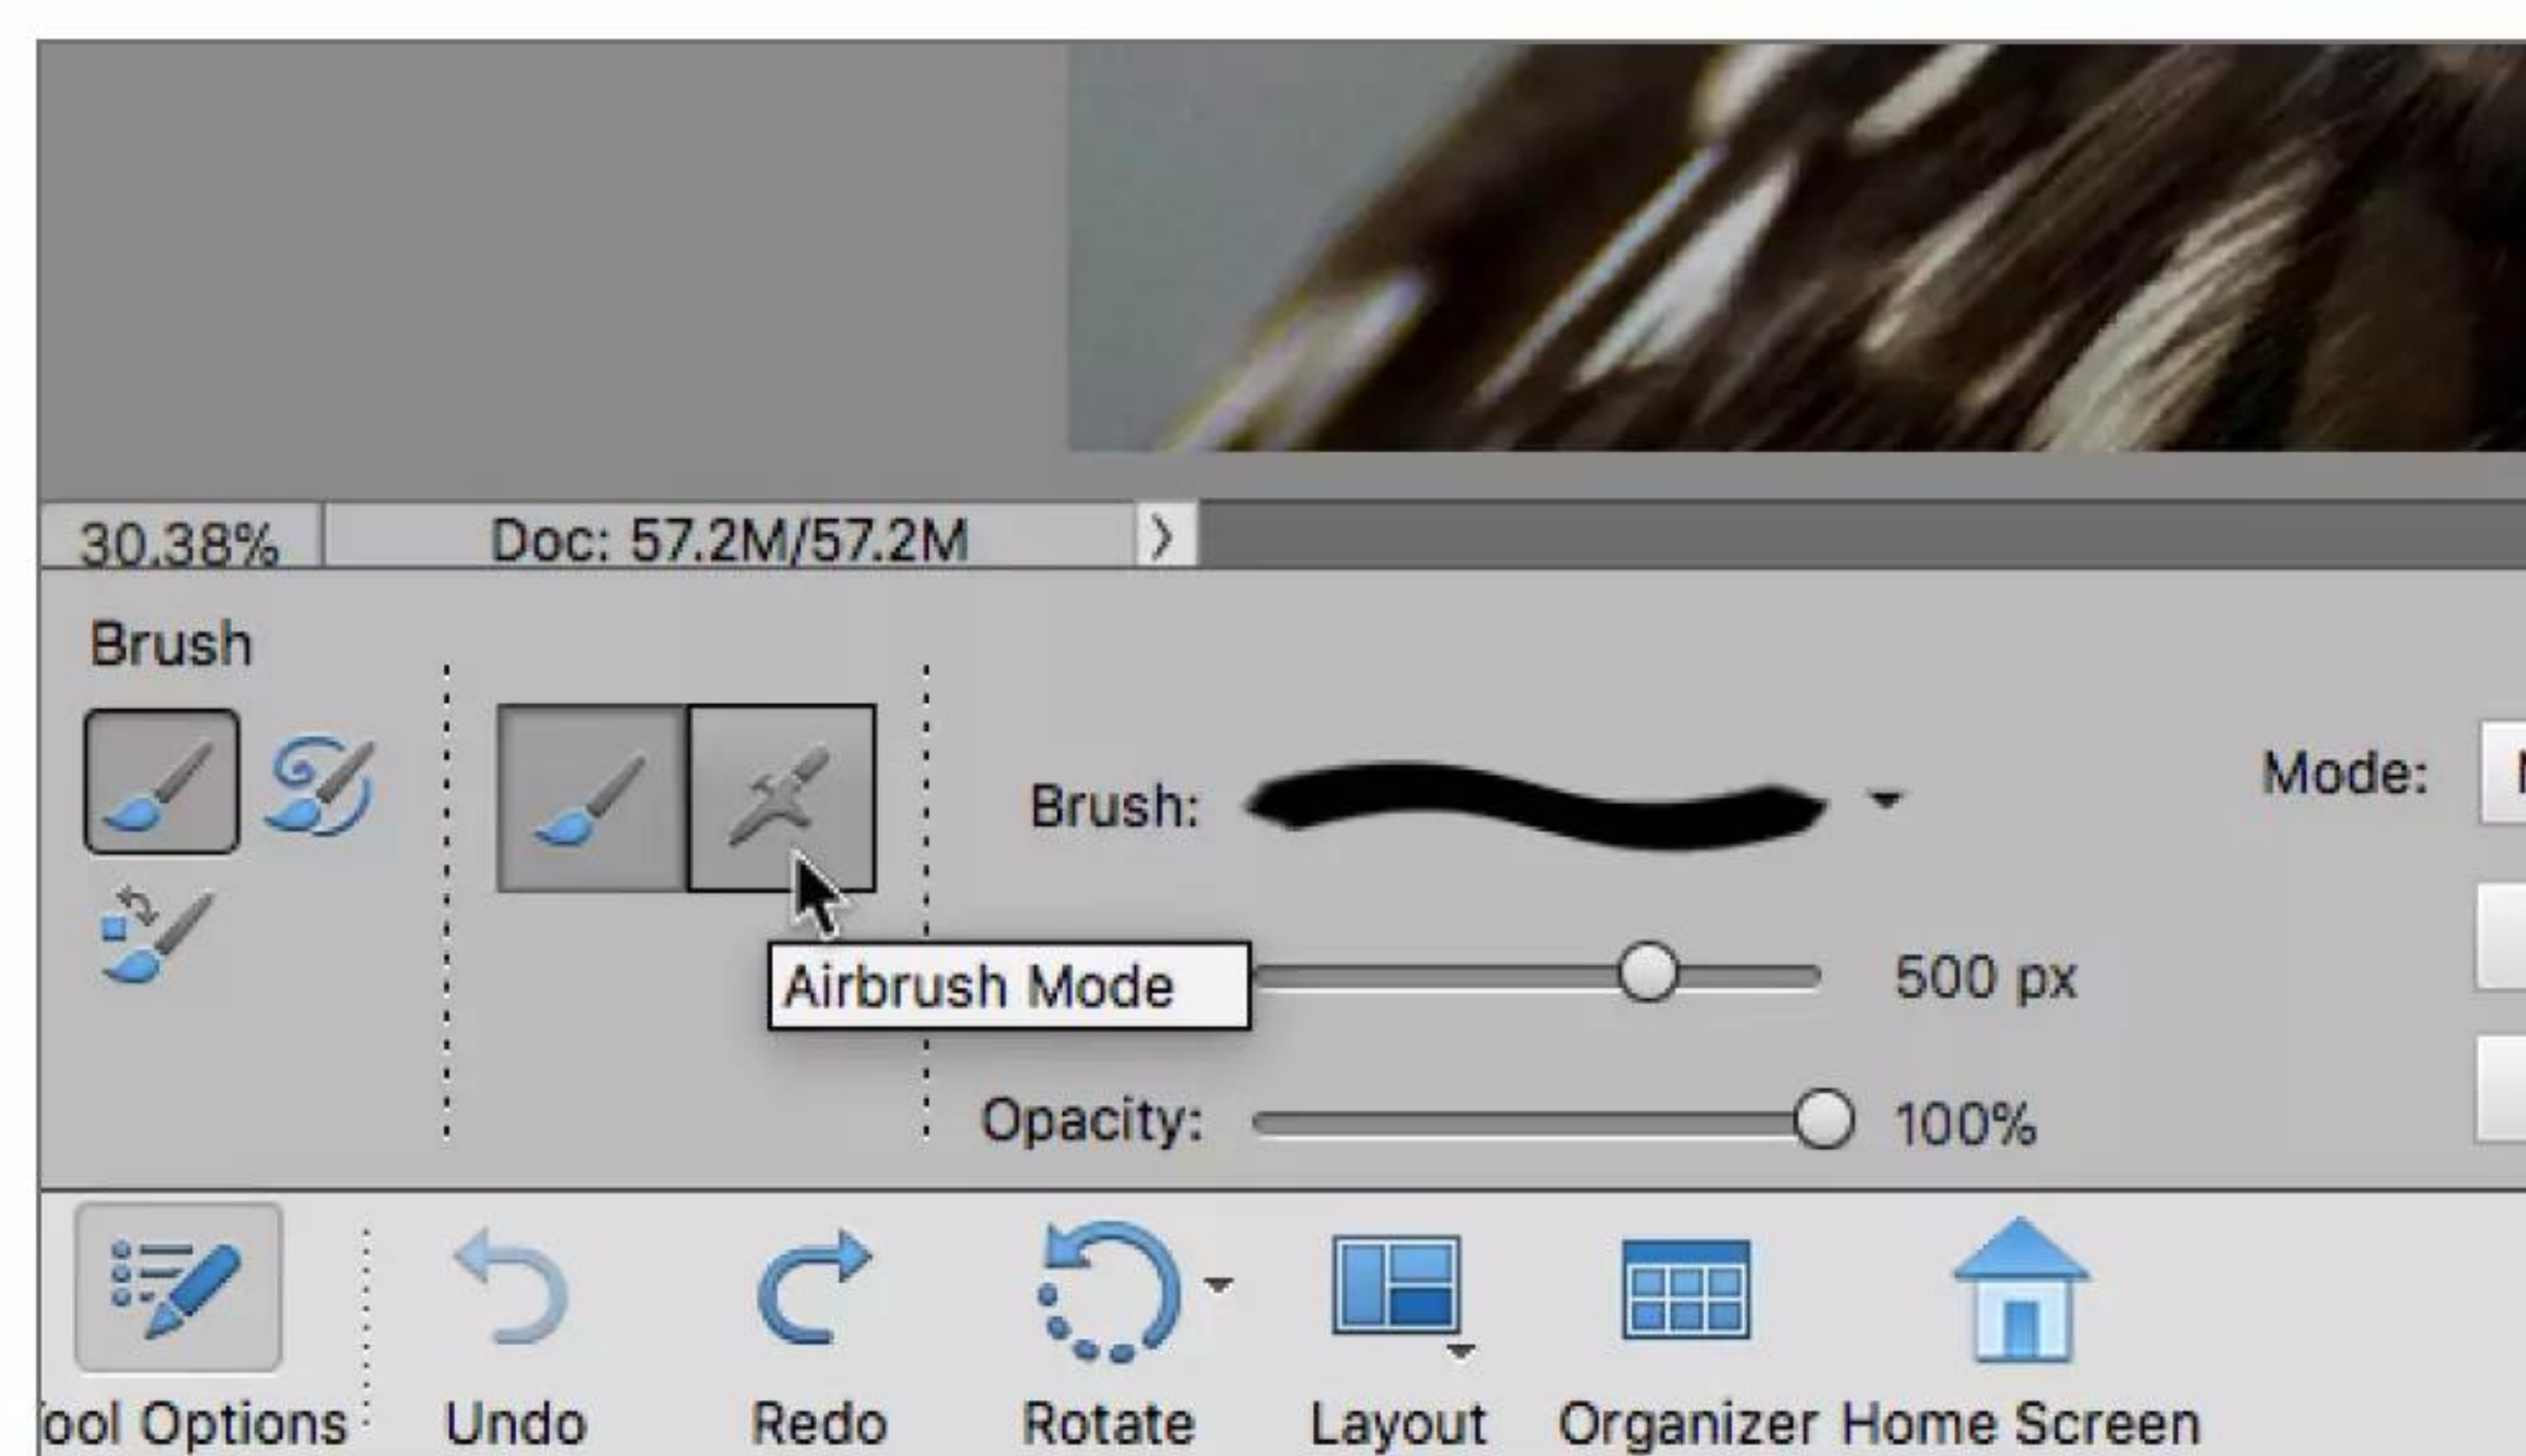 30.38%
Doc: 57.2M/57.2M
Brush
Brush:
Mode:
Airbrush Mode
500 px
Opacity:
100%
ool Options
Undo
Redo
Rotate
Layout
Organizer
Home Screen